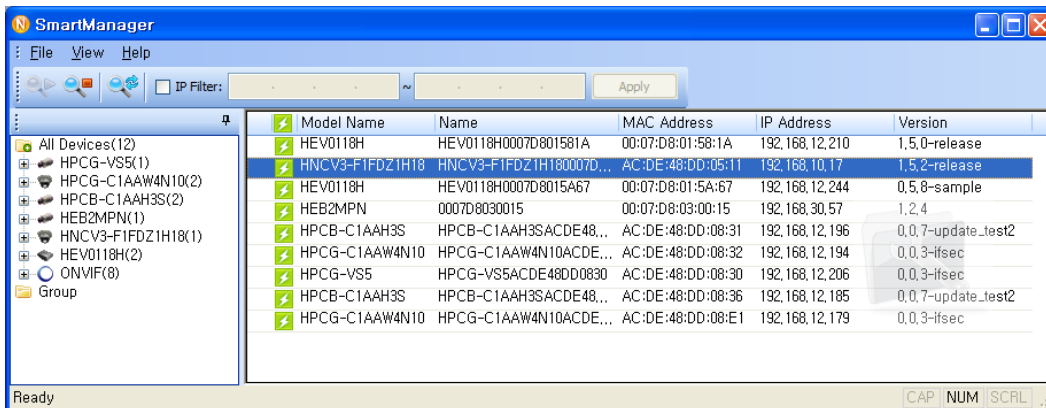 SmartManager
File View Help
IP Filter: . . . ~ . . . Apply
Model Name Name MAC Address IP Address Version
All Devices(12)
HPCG-VS5(1)
HPCG-C1AAW4N10(2)
HPCB-C1AAH3S(2)
HEB2MPN(1)
HNCV3-F1FDZ1H18(1)
HEV0118H(2)
ONVIF(8)
Group
HEV0118H HEV0118H0007D801581A 00:07:D8:01:58:1A 192,168,12,210 1,5,0-release
HNCV3-F1FDZ1H18 HNCV3-F1FDZ1H180007D... AC:DE:48:DD:05:11 192,168,10,17 1,5,2-release
HEV0118H HEV0118H0007D8015A67 00:07:D8:01:5A:67 192,168,12,244 0,5,8-sample
HEB2MPN 0007D8030015 00:07:D8:03:00:15 192,168,30,57 1,2,4
HPCB-C1AAH3S HPCB-C1AAH3SACDE48... AC:DE:48:DD:08:31 192,168,12,196 0,0,7-update_test2
HPCG-C1AAW4N10 HPCG-C1AAW4N10ACDE... AC:DE:48:DD:08:32 192,168,12,194 0,0,3-ifsec
HPCG-VS5 HPCG-VS5ACDE48DD0830 AC:DE:48:DD:08:30 192,168,12,206 0,0,3-ifsec
HPCB-C1AAH3S HPCB-C1AAH3SACDE48... AC:DE:48:DD:08:36 192,168,12,185 0,0,7-update_test2
HPCG-C1AAW4N10 HPCG-C1AAW4N10ACDE... AC:DE:48:DD:08:E1 192,168,12,179 0,0,3-ifsec
Ready CAP NUM SCRL